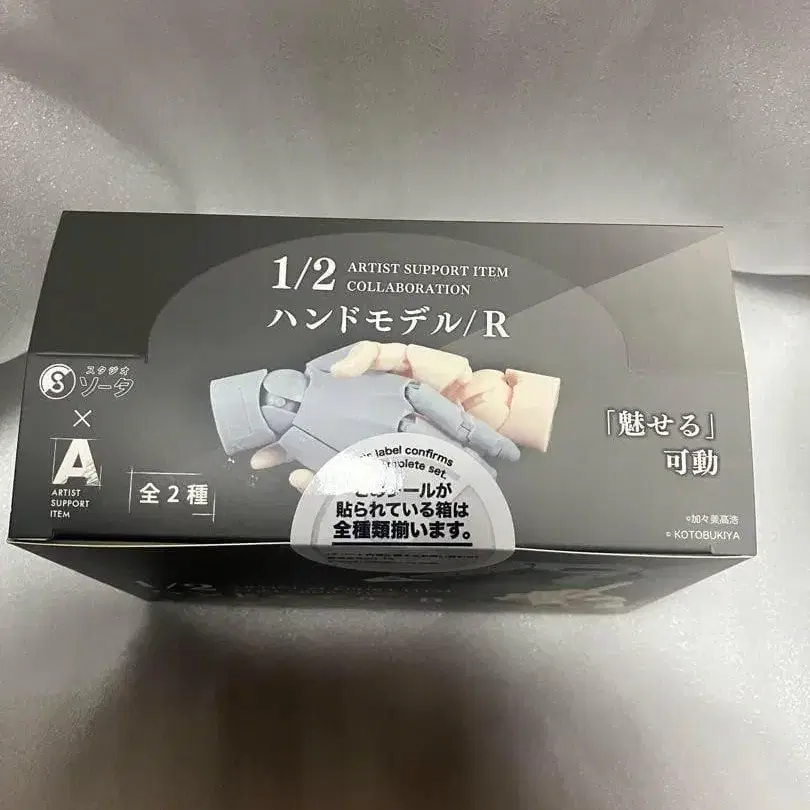 1/2 ARTIST SUPPORT ITEM
COLLABORATION
ハンドモデル/R
スタジオ
ソータ
×
A
ARTIST
SUPPORT
ITEM
全2種
label confirms
set.
このシールが
貼られている箱は
全種類揃います。
「魅せる」
可動
©加々美高浩
© KOTOBUKIYA
1/2